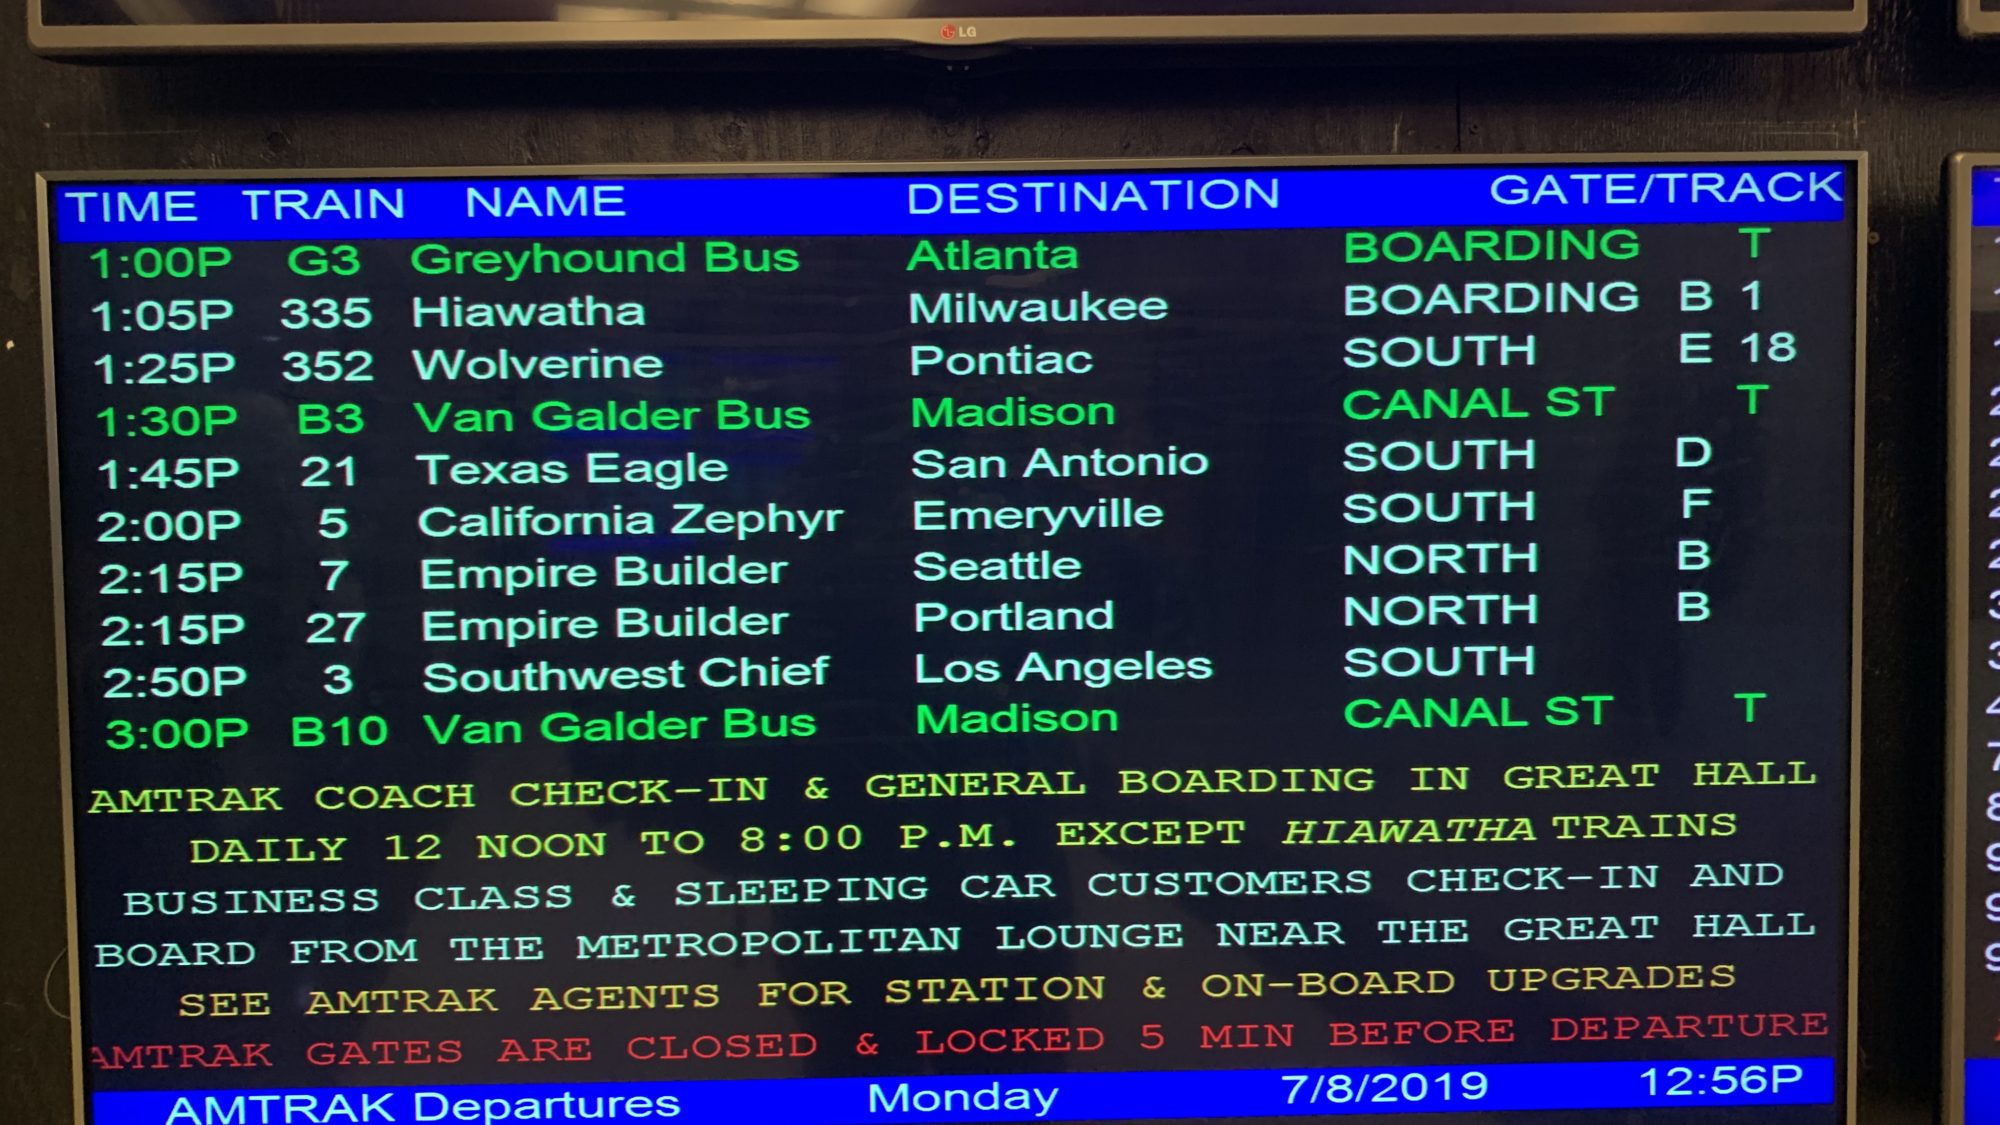 LG
TIME TRAIN NAME DESTINATION GATE/TRACK
1:00P G3 Greyhound Bus Atlanta BOARDING T
1:05P 335 Hiawatha Milwaukee BOARDING B 1
1:25P 352 Wolverine Pontiac SOUTH E 18
1:30P B3 Van Galder Bus Madison CANAL ST T
1:45P 21 Texas Eagle San Antonio SOUTH D
2:00P 5 California Zephyr Emeryville SOUTH F
2:15P 7 Empire Builder Seattle NORTH B
2:15P 27 Empire Builder Portland NORTH B
2:50P 3 Southwest Chief Los Angeles SOUTH
3:00P B10 Van Galder Bus Madison CANAL ST T
AMTRAK COACH CHECK-IN & GENERAL BOARDING IN GREAT HALL
DAILY 12 NOON TO 8:00 P.M. EXCEPT HIAWATHA TRAINS
BUSINESS CLASS & SLEEPING CAR CUSTOMERS CHECK-IN AND
BOARD FROM THE METROPOLITAN LOUNGE NEAR THE GREAT HALL
SEE AMTRAK AGENTS FOR STATION & ON-BOARD UPGRADES
AMTRAK GATES ARE CLOSED & LOCKED 5 MIN BEFORE DEPARTURE
AMTRAK Departures Monday 7/8/2019 12:56P